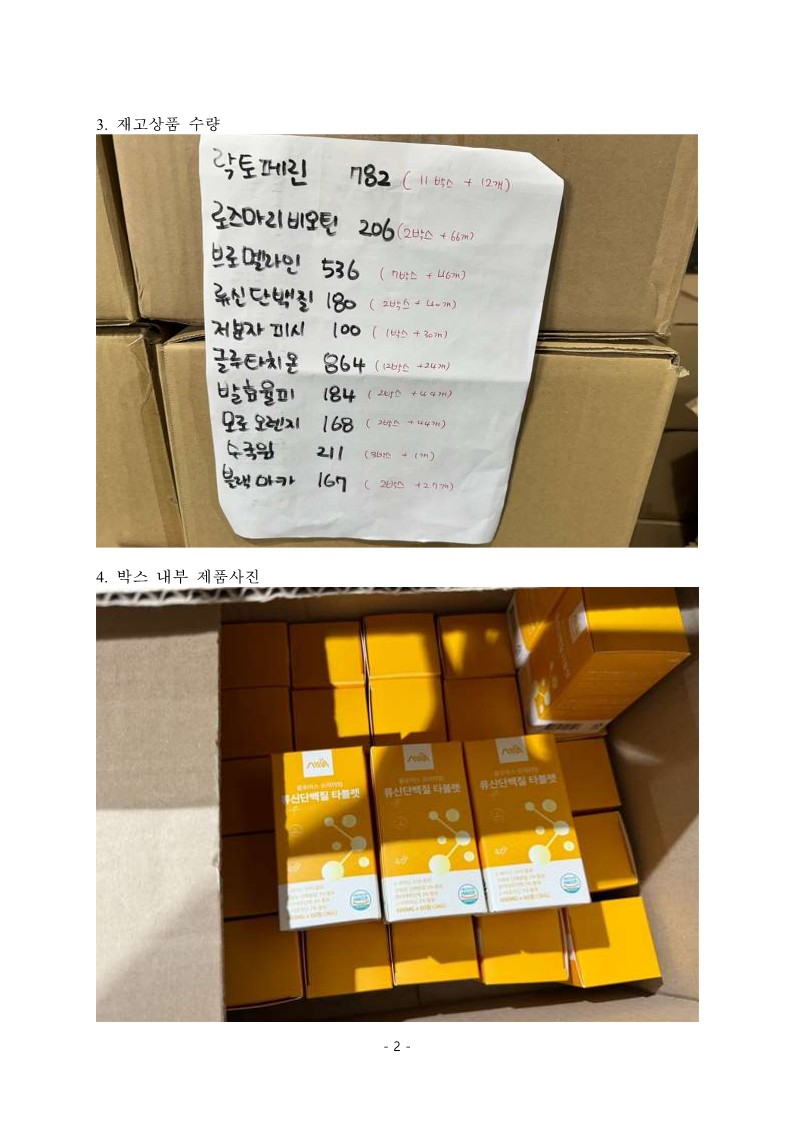 3. 재고상품 수량
락토페린 782 ( 11박스 + 12개)
로즈마리비오틴 206(2박스 + 66개)
브로멜라인 536 ( 7박스 + 46개)
류신단백질 180 ( 2박스 + 40개)
저분자 피시 100 ( 1박스 + 30개)
글루타치온 864 (12박스 +24개)
발효율피 184 ( 2박스 +44개)
모로오렌지 168 ( 2박스 +44개)
수국잎 211 (3박스 + 1개)
블랙마카 167 ( 2박스 +27개)
4. 박스 내부 제품사진
류신단백질 타블렛
류신단백질 타블렛
류신단백질 타블렛
- 2 -